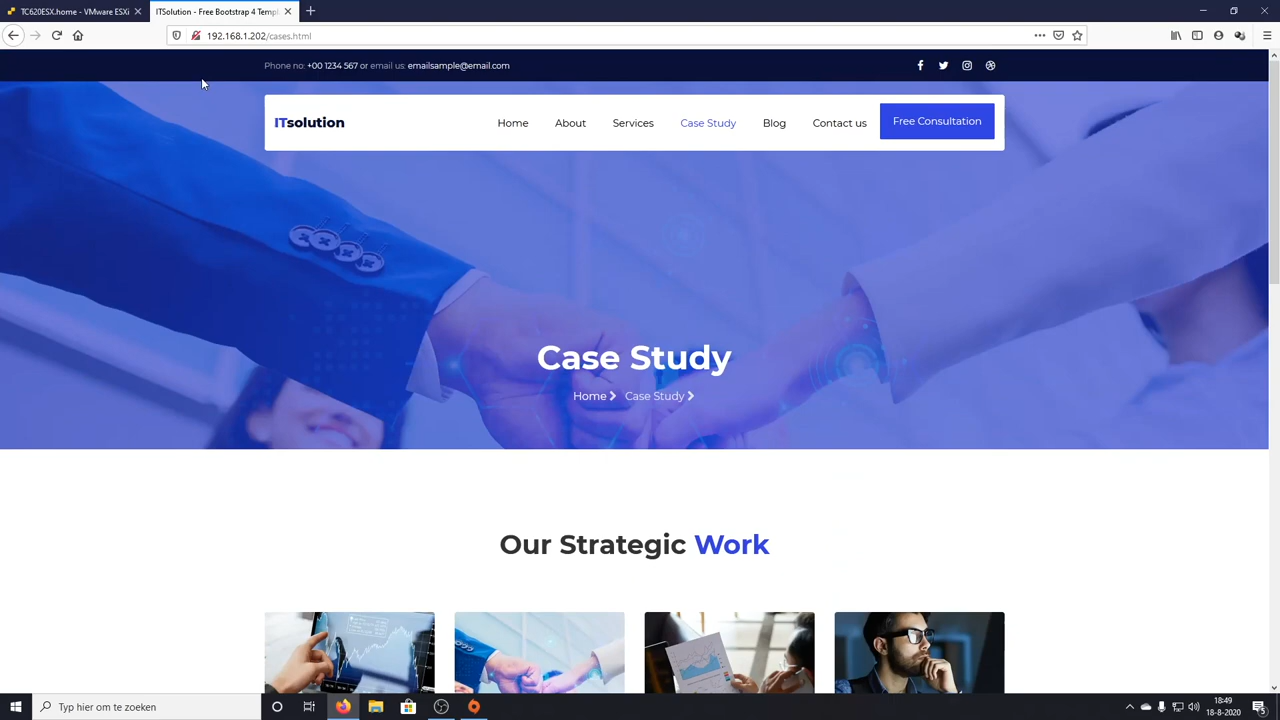 TC620ESX.home - VMware ESXi
ITSolution - Free Bootstrap 4 Templ
192.168.1.202/cases.html
Phone no: +00 1234 567 or email us: emailsample@email.com
ITsolution
Home
About
Services
Case Study
Blog
Contact us
Free Consultation
Case Study
Home
Case Study
Our Strategic Work
Typ hier om te zoeken
18:49
18-8-2020